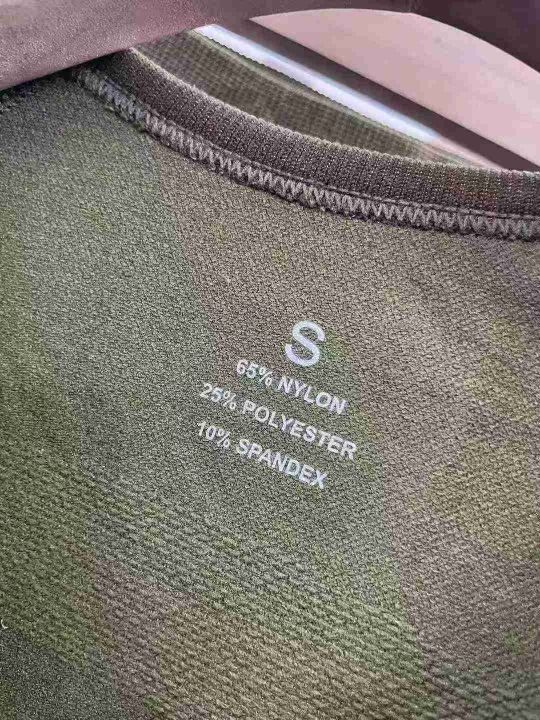 S
65% NYLON
25% POLYESTER
10% SPANDEX